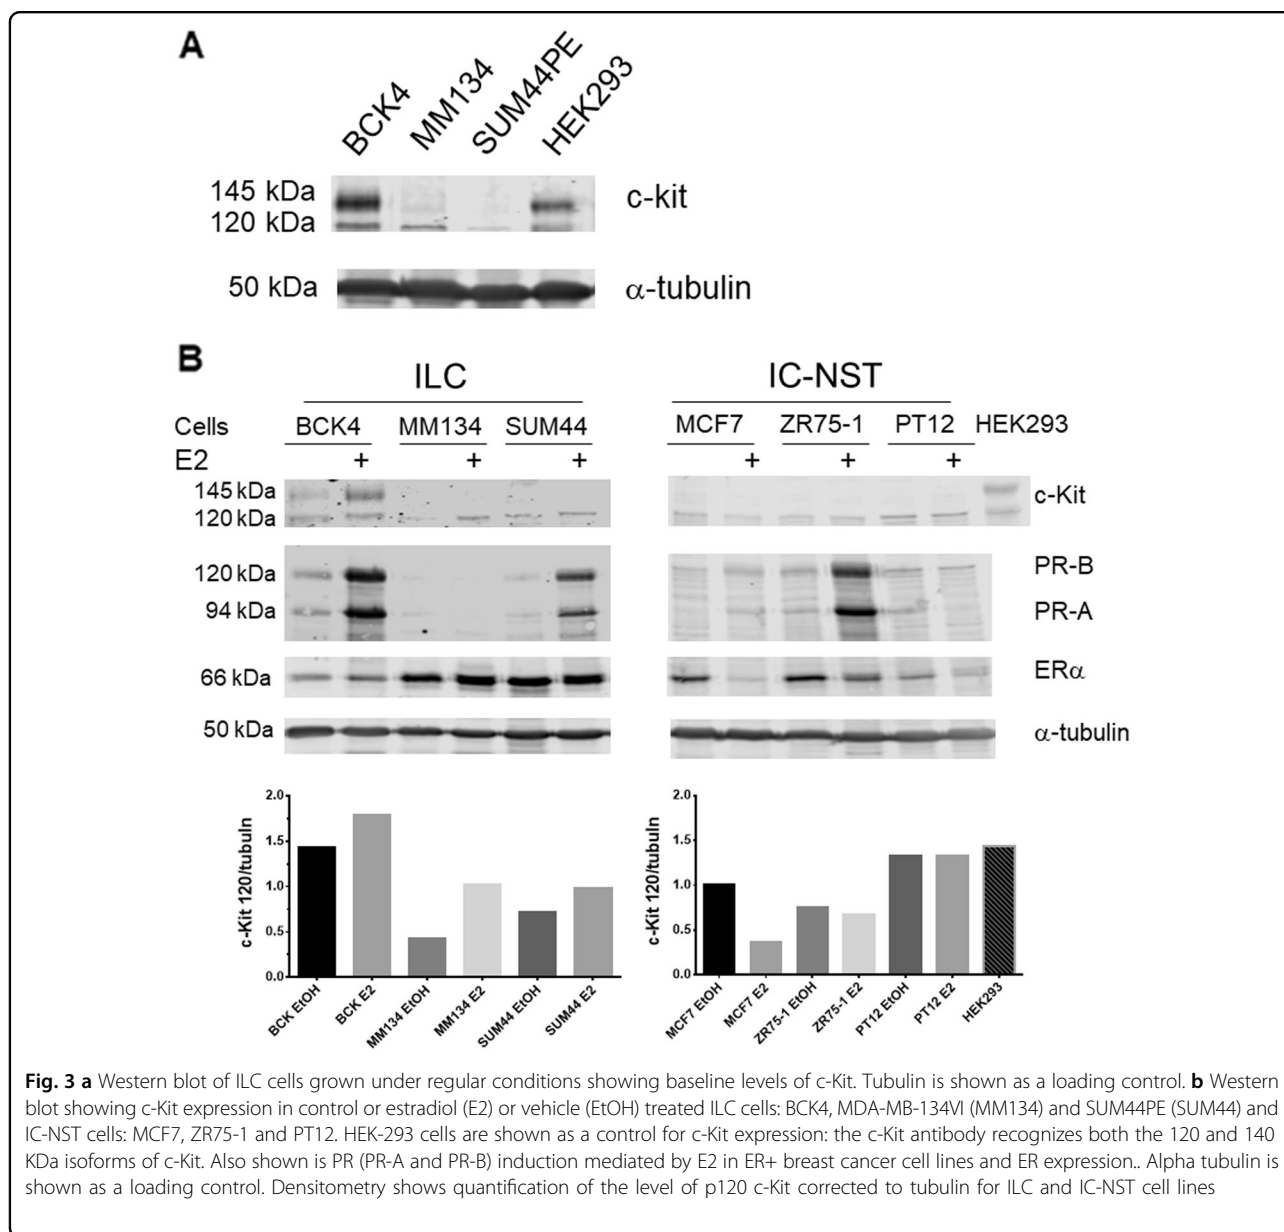 A
BCK4 MM134 SUM44PE HEK293
145 kDa
120 kDa
c-kit
50 kDa
α-tubulin
B
ILC IC-NST
Cells BCK4 MM134 SUM44 MCF7 ZR75-1 PT12 HEK293
E2 + + + + + +
145 kDa
120 kDa
c-Kit
120 kDa PR-B
94 kDa PR-A
66 kDa ERα
50 kDa α-tubulin
c-Kit 120/tubuln
2.0
1.5
1.0
0.5
0.0
BCK EtOH
BCK E2
MM134 EtOH
MM134 E2
SUM44 EtOH
SUM44 E2
c-Kit 120/tubuln
2.0
1.5
1.0
0.5
0.0
MCF7 EtOH
MCF7 E2
ZR75-1 EtOH
ZR75-1 E2
PT12 EtOH
PT12 E2
HEK293
Fig. 3 a Western blot of ILC cells grown under regular conditions showing baseline levels of c-Kit. Tubulin is shown as a loading control. b Western
blot showing c-Kit expression in control or estradiol (E2) or vehicle (EtOH) treated ILC cells: BCK4, MDA-MB-134VI (MM134) and SUM44PE (SUM44) and
IC-NST cells: MCF7, ZR75-1 and PT12. HEK-293 cells are shown as a control for c-Kit expression: the c-Kit antibody recognizes both the 120 and 140
KDa isoforms of c-Kit. Also shown is PR (PR-A and PR-B) induction mediated by E2 in ER+ breast cancer cell lines and ER expression.. Alpha tubulin is
shown as a loading control. Densitometry shows quantification of the level of p120 c-Kit corrected to tubulin for ILC and IC-NST cell lines